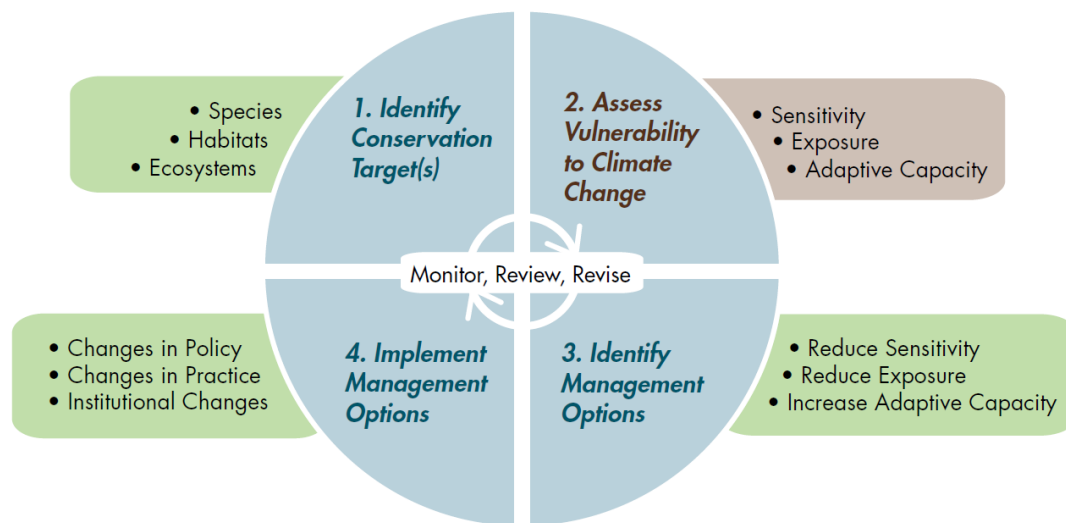 • Species
• Habitats
• Ecosystems
1. Identify
Conservation
Target(s)
2. Assess
Vulnerability
to Climate
Change
• Sensitivity
• Exposure
• Adaptive Capacity
Monitor, Review, Revise
• Changes in Policy
• Changes in Practice
• Institutional Changes
4. Implement
Management
Options
3. Identify
Management
Options
• Reduce Sensitivity
• Reduce Exposure
• Increase Adaptive Capacity